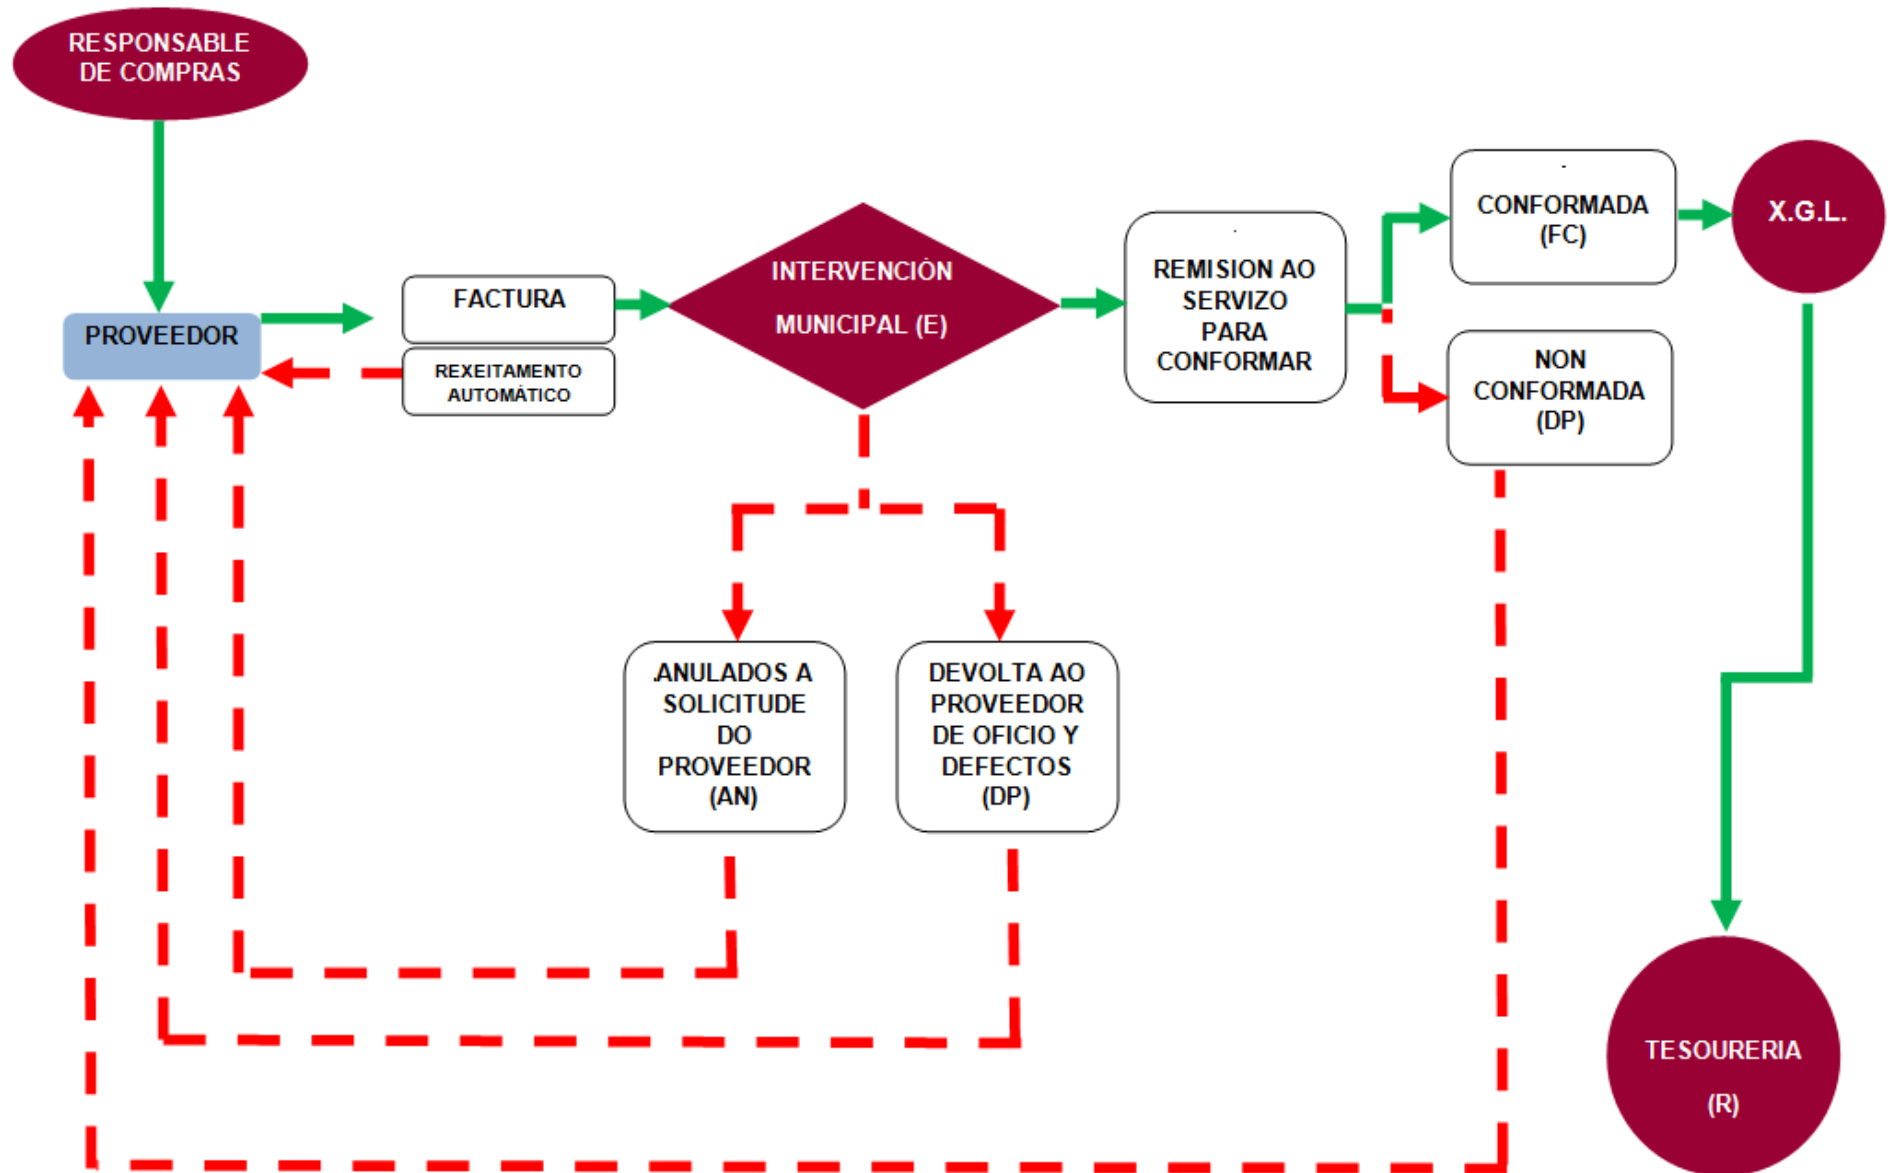 RESPONSABLE
DE COMPRAS
PROVEEDOR
FACTURA
REXEITAMENTO
AUTOMÁTICO
INTERVENCIÓN
MUNICIPAL (E)
.
REMISION AO
SERVIZO
PARA
CONFORMAR
-
CONFORMADA
(FC)
X.G.L.
NON
CONFORMADA
(DP)
.ANULADOS A
SOLICITUDE
DO
PROVEEDOR
(AN)
DEVOLTA AO
PROVEEDOR
DE OFICIO Y
DEFECTOS
(DP)
TESOURERIA
(R)